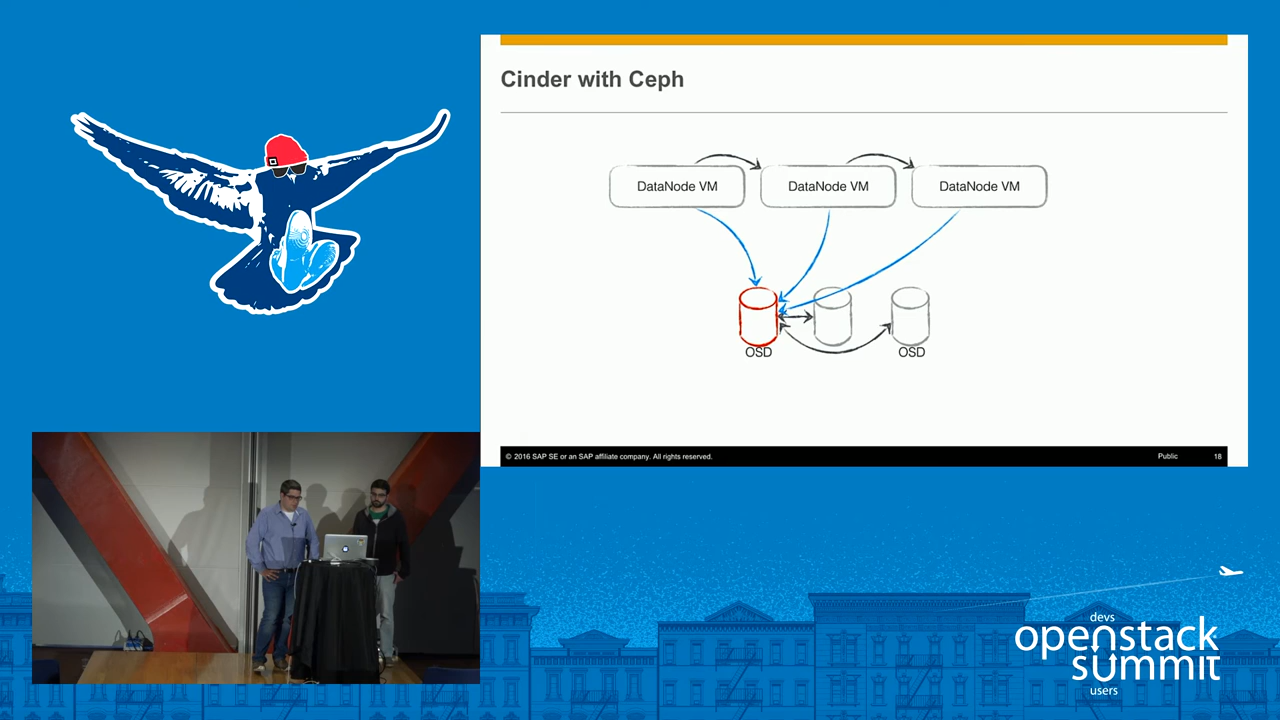 Cinder with Ceph
DataNode VM
DataNode VM
DataNode VM
OSD
OSD
© 2016 SAP SE or an SAP affiliate company. All rights reserved.
Public
18
devs
openstack
summit
users